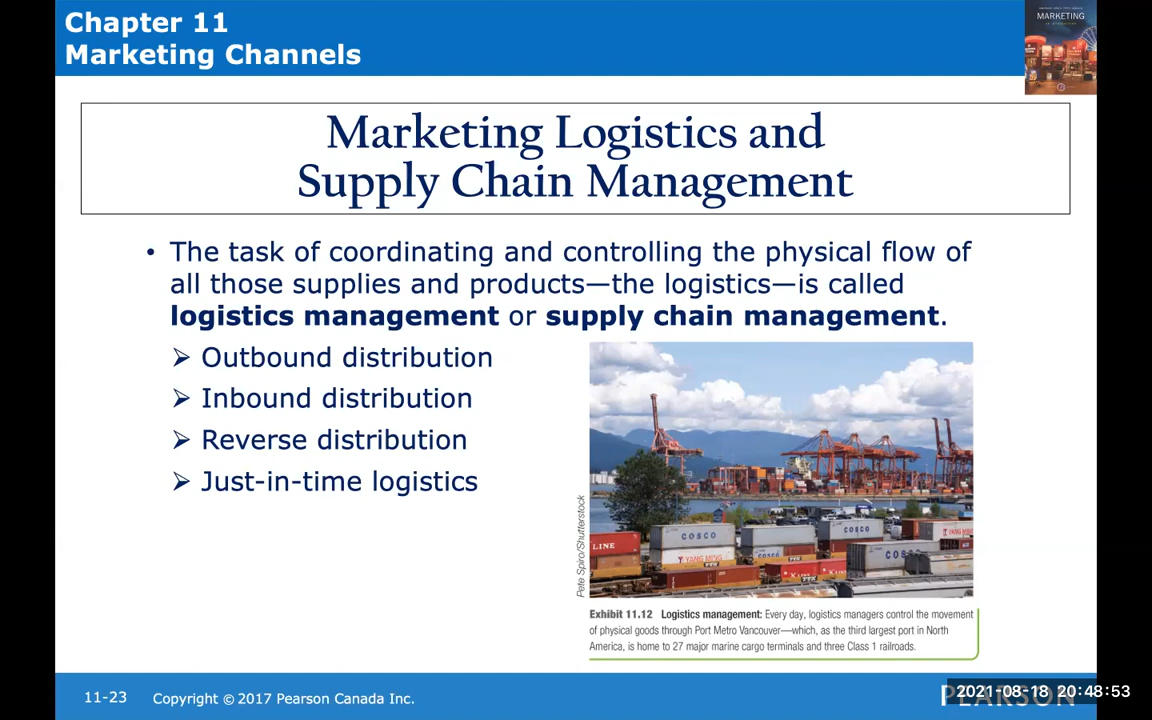 Chapter 11
Marketing Channels
MARKETING
Marketing Logistics and
Supply Chain Management
• The task of coordinating and controlling the physical flow of
all those supplies and products—the logistics—is called
logistics management or supply chain management.
➢ Outbound distribution
➢ Inbound distribution
➢ Reverse distribution
➢ Just-in-time logistics
Pete Spiro/Shutterstock
LINE
COSCO
YANG MING
COSCO
COSCO
Exhibit 11.12 Logistics management: Every day, logistics managers control the movement
of physical goods through Port Metro Vancouver—which, as the third largest port in North
America, is home to 27 major marine cargo terminals and three Class 1 railroads.
11-23 Copyright © 2017 Pearson Canada Inc.
PEARSON
2021-08-18 20:48:53